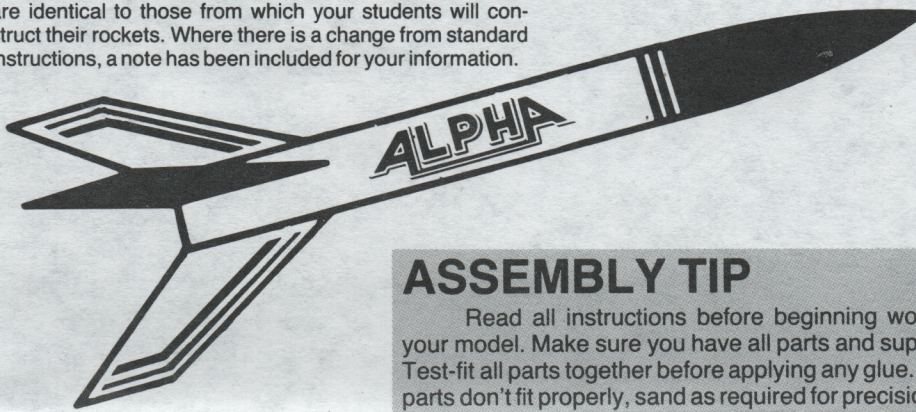 are identical to those from which your students will con-
struct their rockets. Where there is a change from standard
instructions, a note has been included for your information.
ALPHA
ASSEMBLY TIP
Read all instructions before beginning
your model. Make sure you have all parts and
Test-fit all parts together before applying any glue.
parts don't fit properly, sand as required for